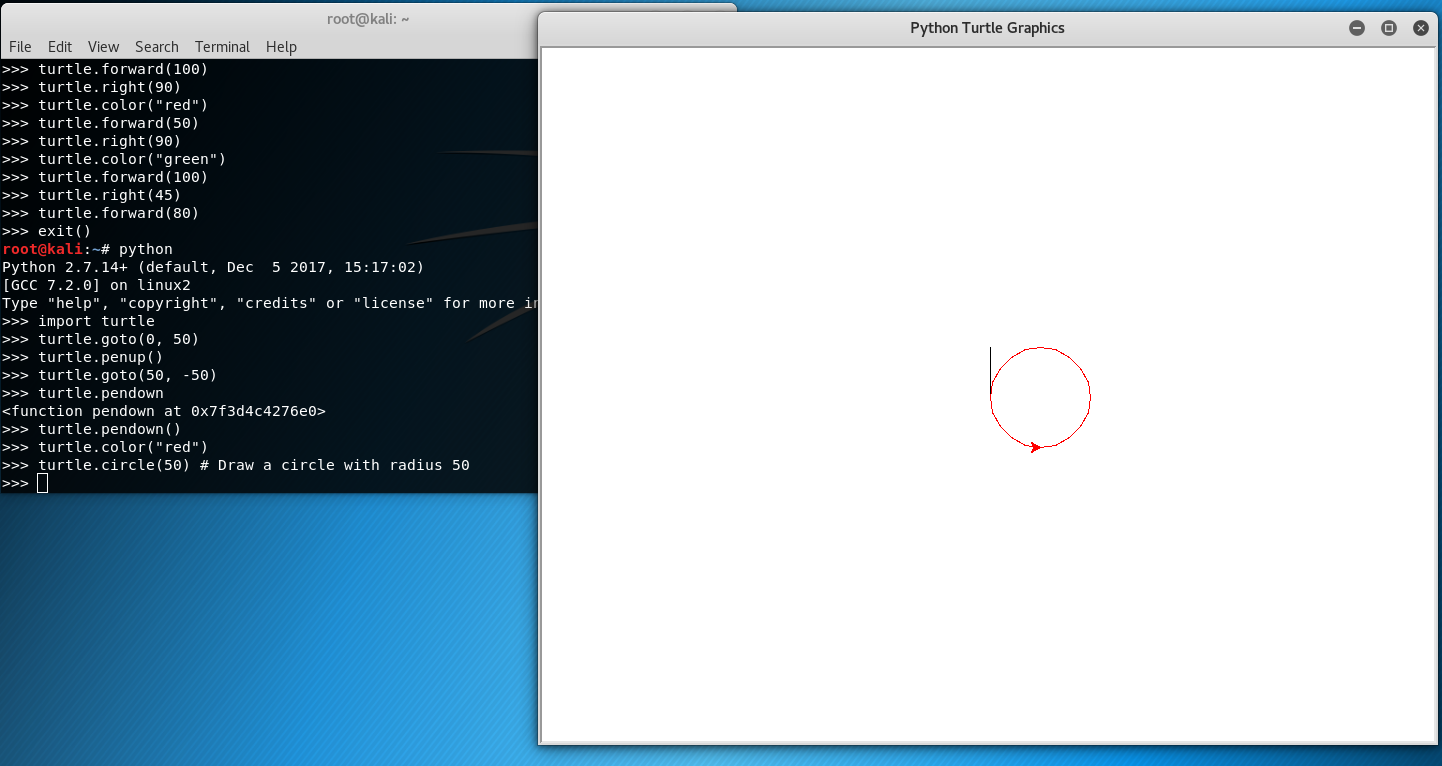 root@kali: ~
File Edit View Search Terminal Help
>>> turtle.forward(100)
>>> turtle.right(90)
>>> turtle.color("red")
>>> turtle.forward(50)
>>> turtle.right(90)
>>> turtle.color("green")
>>> turtle.forward(100)
>>> turtle.right(45)
>>> turtle.forward(80)
>>> exit()
root@kali:~# python
Python 2.7.14+ (default, Dec  5 2017, 15:17:02)
[GCC 7.2.0] on linux2
Type "help", "copyright", "credits" or "license" for more in
>>> import turtle
>>> turtle.goto(0, 50)
>>> turtle.penup()
>>> turtle.goto(50, -50)
>>> turtle.pendown
<function pendown at 0x7f3d4c4276e0>
>>> turtle.pendown()
>>> turtle.color("red")
>>> turtle.circle(50) # Draw a circle with radius 50
>>>
Python Turtle Graphics